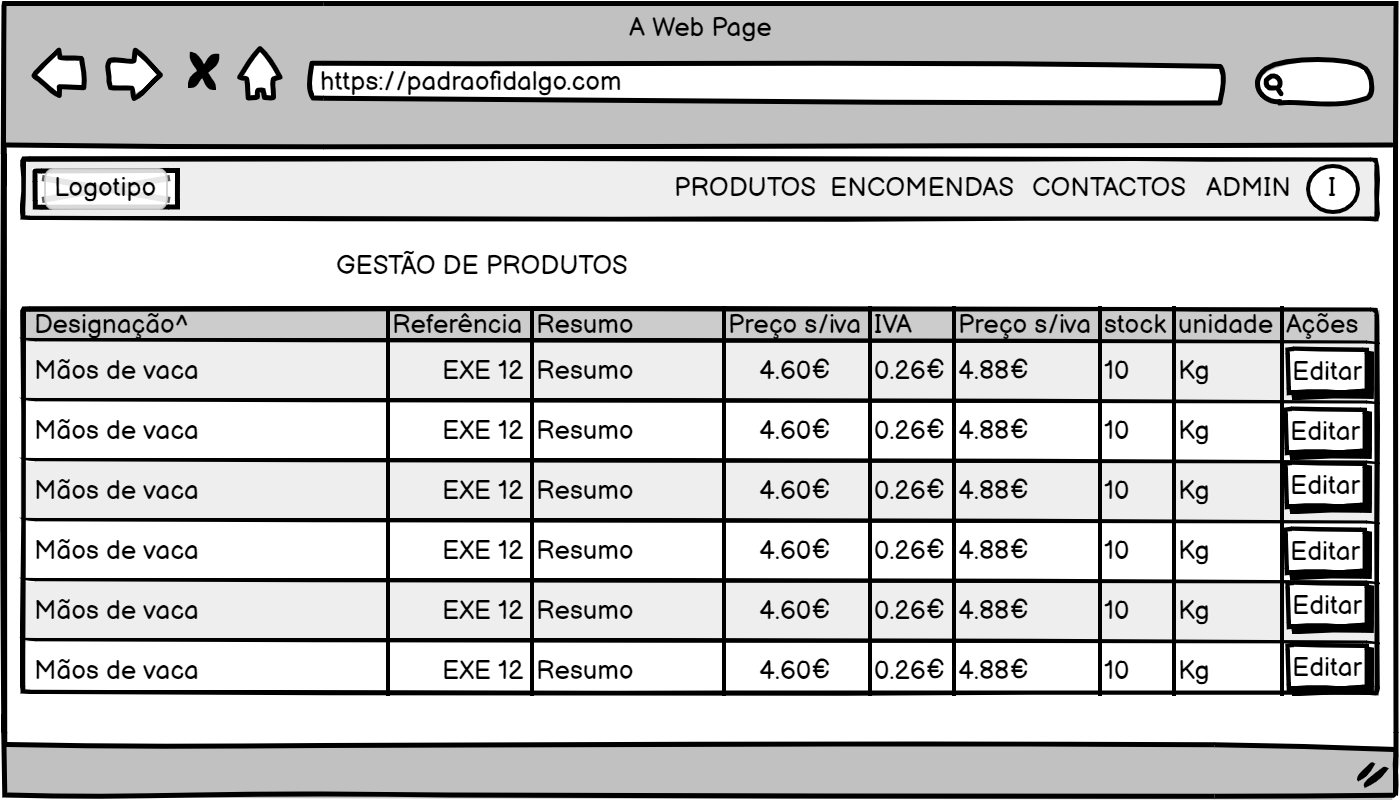 A Web Page
https://padraofidalgo.com
Logotipo PRODUTOS ENCOMENDAS CONTACTOS ADMIN I
GESTÃO DE PRODUTOS
Designação^ Referência Resumo Preço s/iva IVA Preço s/iva stock unidade Ações
Mãos de vaca EXE 12 Resumo 4.60€ 0.26€ 4.88€ 10 Kg Editar
Mãos de vaca EXE 12 Resumo 4.60€ 0.26€ 4.88€ 10 Kg Editar
Mãos de vaca EXE 12 Resumo 4.60€ 0.26€ 4.88€ 10 Kg Editar
Mãos de vaca EXE 12 Resumo 4.60€ 0.26€ 4.88€ 10 Kg Editar
Mãos de vaca EXE 12 Resumo 4.60€ 0.26€ 4.88€ 10 Kg Editar
Mãos de vaca EXE 12 Resumo 4.60€ 0.26€ 4.88€ 10 Kg Editar